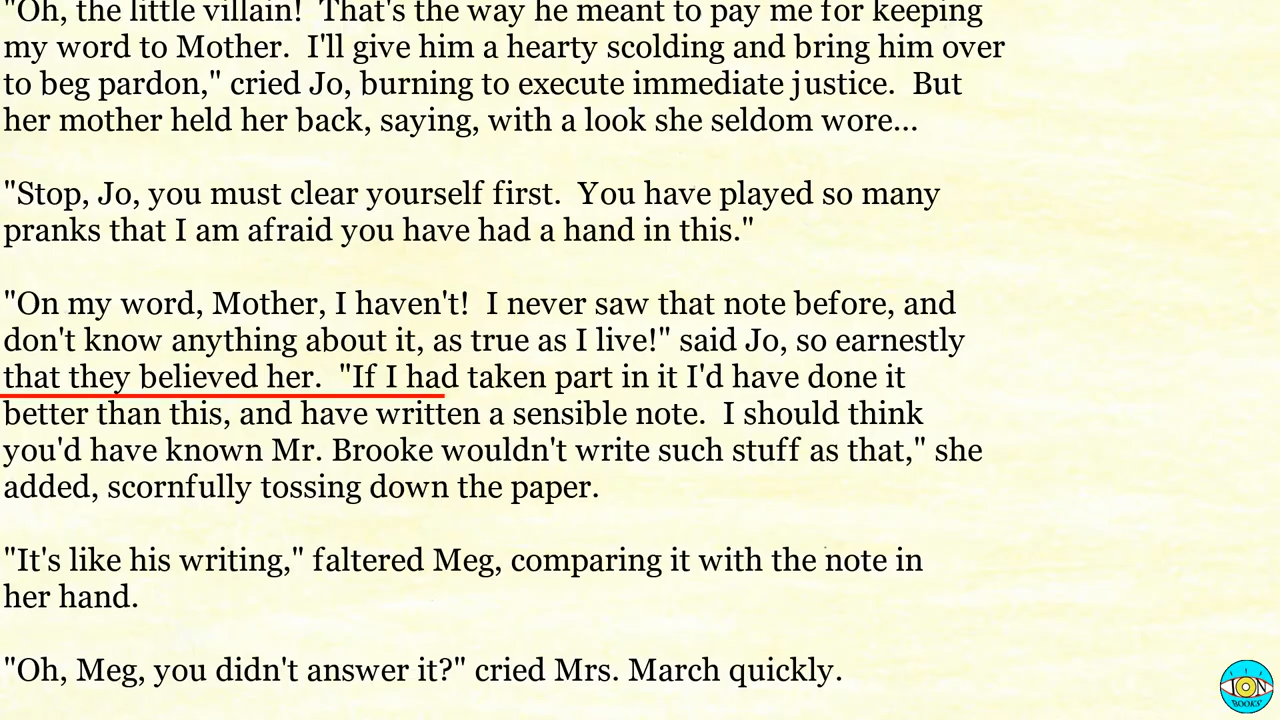 "Oh, the little villain!  That's the way he meant to pay me for keeping
my word to Mother.  I'll give him a hearty scolding and bring him over
to beg pardon," cried Jo, burning to execute immediate justice.  But
her mother held her back, saying, with a look she seldom wore...
"Stop, Jo, you must clear yourself first.  You have played so many
pranks that I am afraid you have had a hand in this."
"On my word, Mother, I haven't!  I never saw that note before, and
don't know anything about it, as true as I live!" said Jo, so earnestly
that they believed her.  "If I had taken part in it I'd have done it
better than this, and have written a sensible note.  I should think
you'd have known Mr. Brooke wouldn't write such stuff as that," she
added, scornfully tossing down the paper.
"It's like his writing," faltered Meg, comparing it with the note in
her hand.
"Oh, Meg, you didn't answer it?" cried Mrs. March quickly.
ION
BOOKS